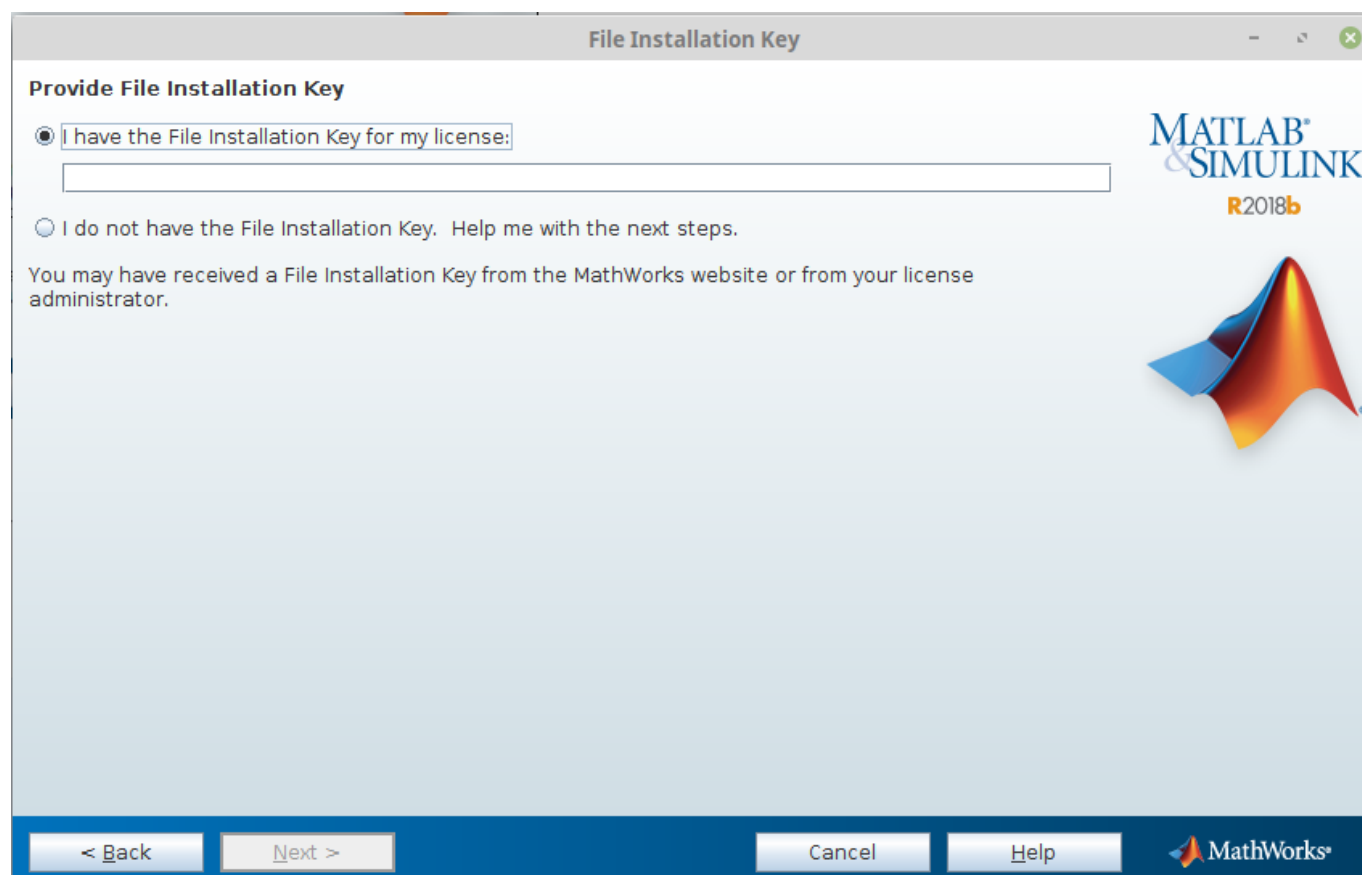 File Installation Key
Provide File Installation Key
I have the File Installation Key for my license:
MATLAB®
&SIMULINK
R2018b
I do not have the File Installation Key. Help me with the next steps.
You may have received a File Installation Key from the MathWorks website or from your license
administrator.
< Back
Next >
Cancel
Help
MathWorks®